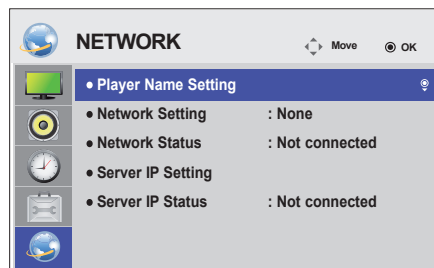 NETWORK
Move
OK
● Player Name Setting
● Network Setting : None
● Network Status : Not connected
● Server IP Setting
● Server IP Status : Not connected